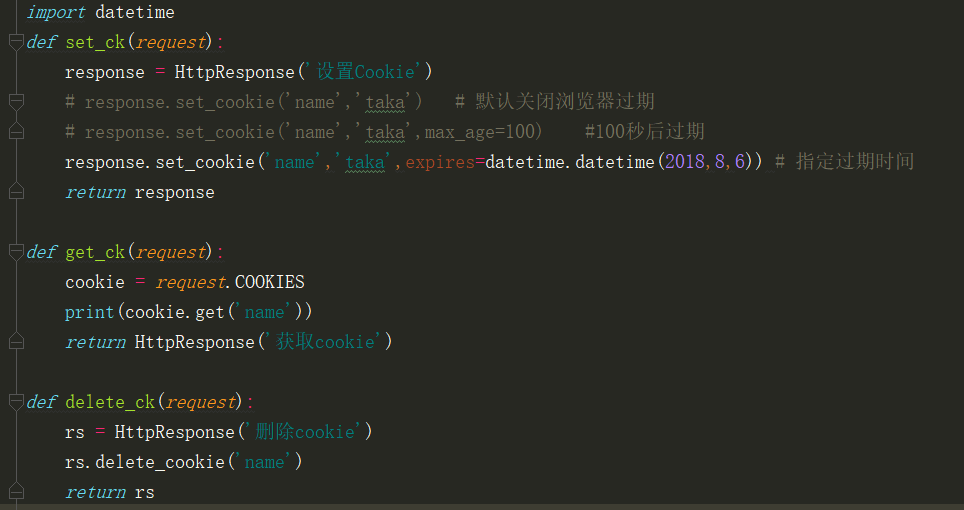 import datetime
def set_ck(request):
    response = HttpResponse('设置Cookie')
    # response.set_cookie('name','taka')   # 默认关闭浏览器过期
    # response.set_cookie('name','taka',max_age=100)    #100秒后过期
    response.set_cookie('name','taka',expires=datetime.datetime(2018,8,6)) # 指定过期时间
    return response

def get_ck(request):
    cookie = request.COOKIES
    print(cookie.get('name'))
    return HttpResponse('获取cookie')

def delete_ck(request):
    rs = HttpResponse('删除cookie')
    rs.delete_cookie('name')
    return rs